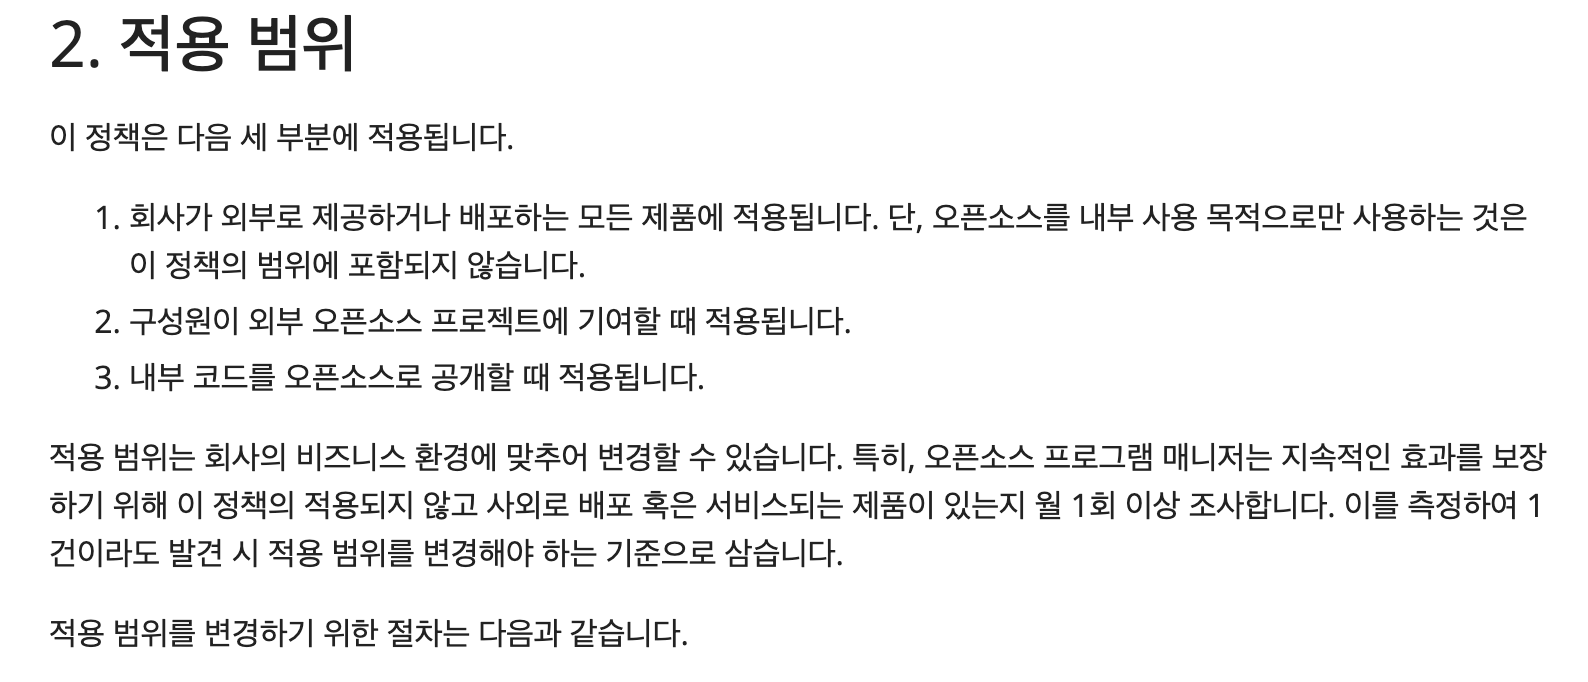 2. 적용 범위
이 정책은 다음 세 부분에 적용됩니다.
1. 회사가 외부로 제공하거나 배포하는 모든 제품에 적용됩니다. 단, 오픈소스를 내부 사용 목적으로만 사용하는 것은
이 정책의 범위에 포함되지 않습니다.
2. 구성원이 외부 오픈소스 프로젝트에 기여할 때 적용됩니다.
3. 내부 코드를 오픈소스로 공개할 때 적용됩니다.
적용 범위는 회사의 비즈니스 환경에 맞추어 변경할 수 있습니다. 특히, 오픈소스 프로그램 매니저는 지속적인 효과를 보장
하기 위해 이 정책의 적용되지 않고 사외로 배포 혹은 서비스되는 제품이 있는지 월 1회 이상 조사합니다. 이를 측정하여 1
건이라도 발견 시 적용 범위를 변경해야 하는 기준으로 삼습니다.
적용 범위를 변경하기 위한 절차는 다음과 같습니다.